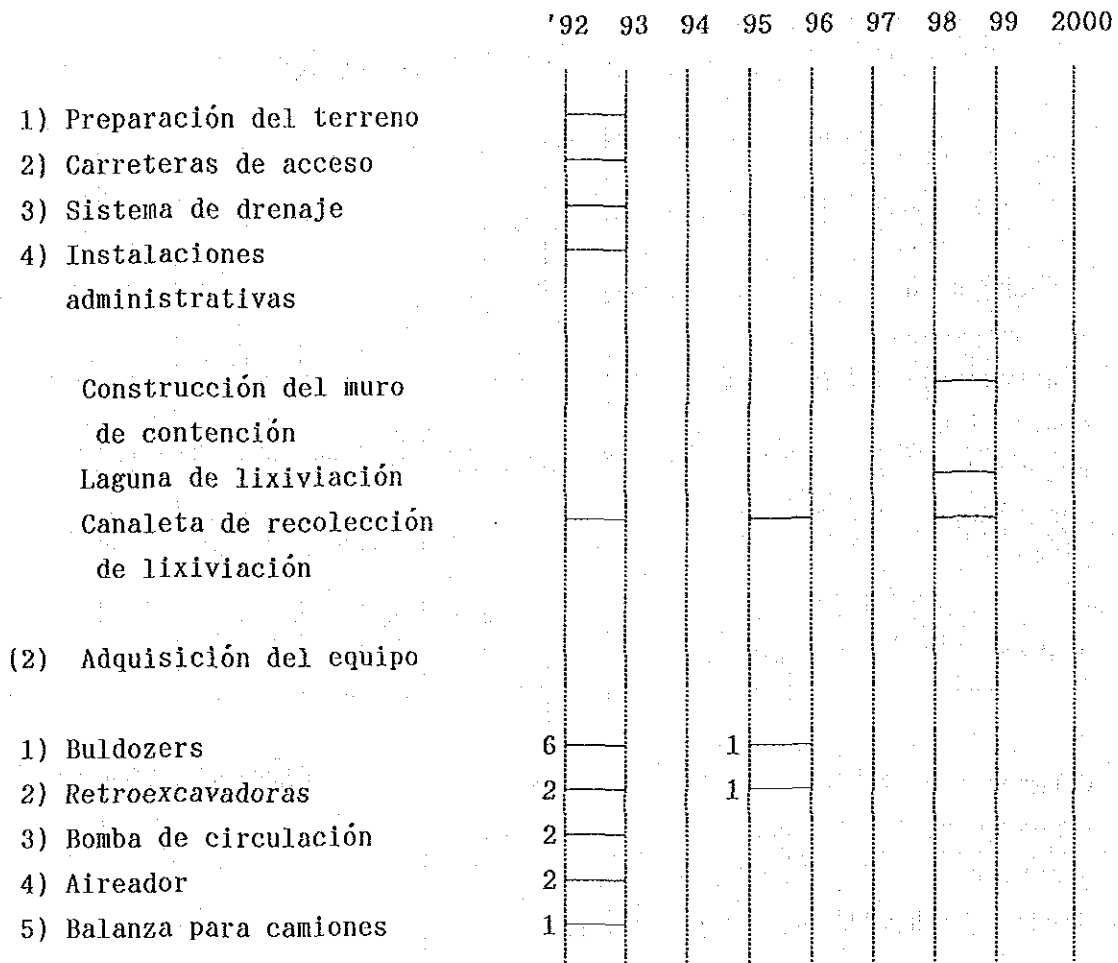 '92 93 94 95 96 97 98 99 2000
1) Preparación del terreno
2) Carreteras de acceso
3) Sistema de drenaje
4) Instalaciones
administrativas
Construcción del muro
de contención
Laguna de lixiviación
Canaleta de recolección
de lixiviación
(2) Adquisición del equipo
1) Buldozers 6 1
2) Retroexcavadoras 2 1
3) Bomba de circulación 2
4) Aireador 2
5) Balanza para camiones 1